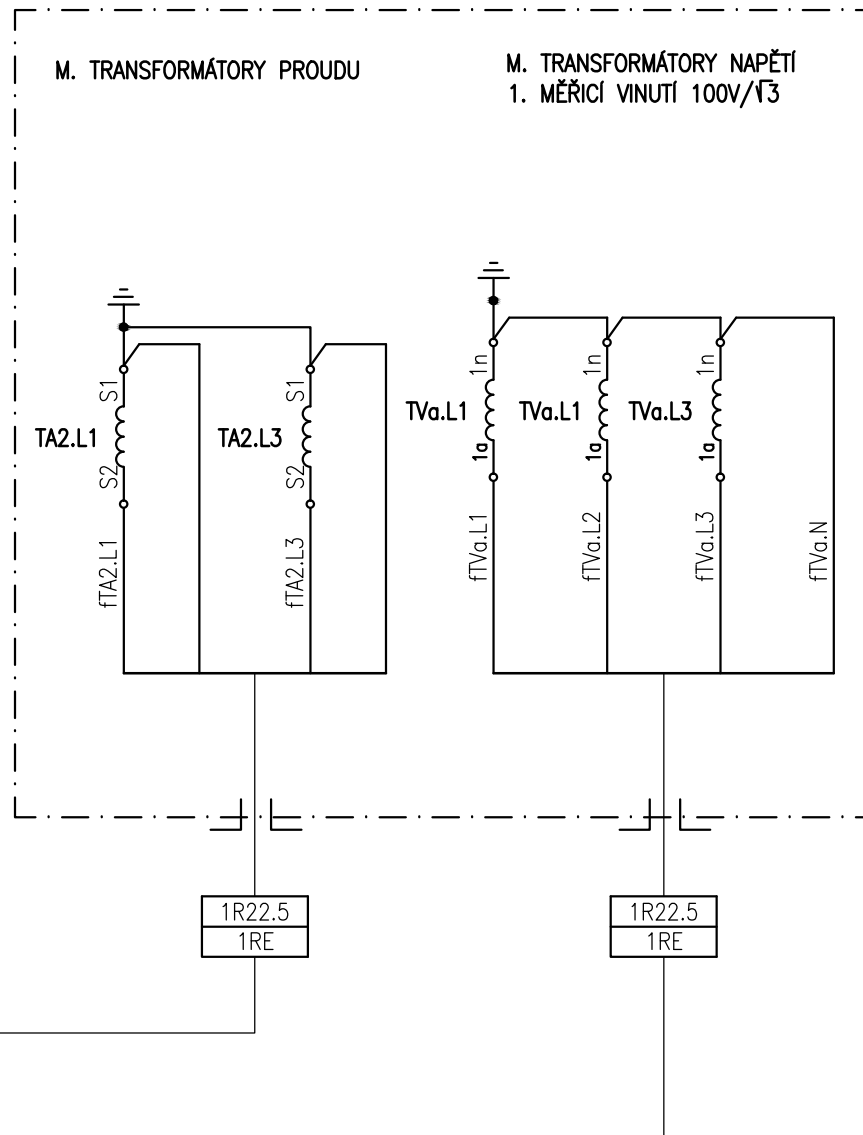 M. TRANSFORMÁTORY PROUDU
M. TRANSFORMÁTORY NAPĚTÍ
1. MĚŘICÍ VINUTÍ 100V/√3
S1
TA2.L1
S2
fTA2.L1
S1
TA2.L3
S2
fTA2.L3
1n
TVa.L1
1a
fTVa.L1
1n
TVa.L1
1a
fTVa.L2
1n
TVa.L3
1a
fTVa.L3
fTVa.N
1R22.5
1RE
1R22.5
1RE